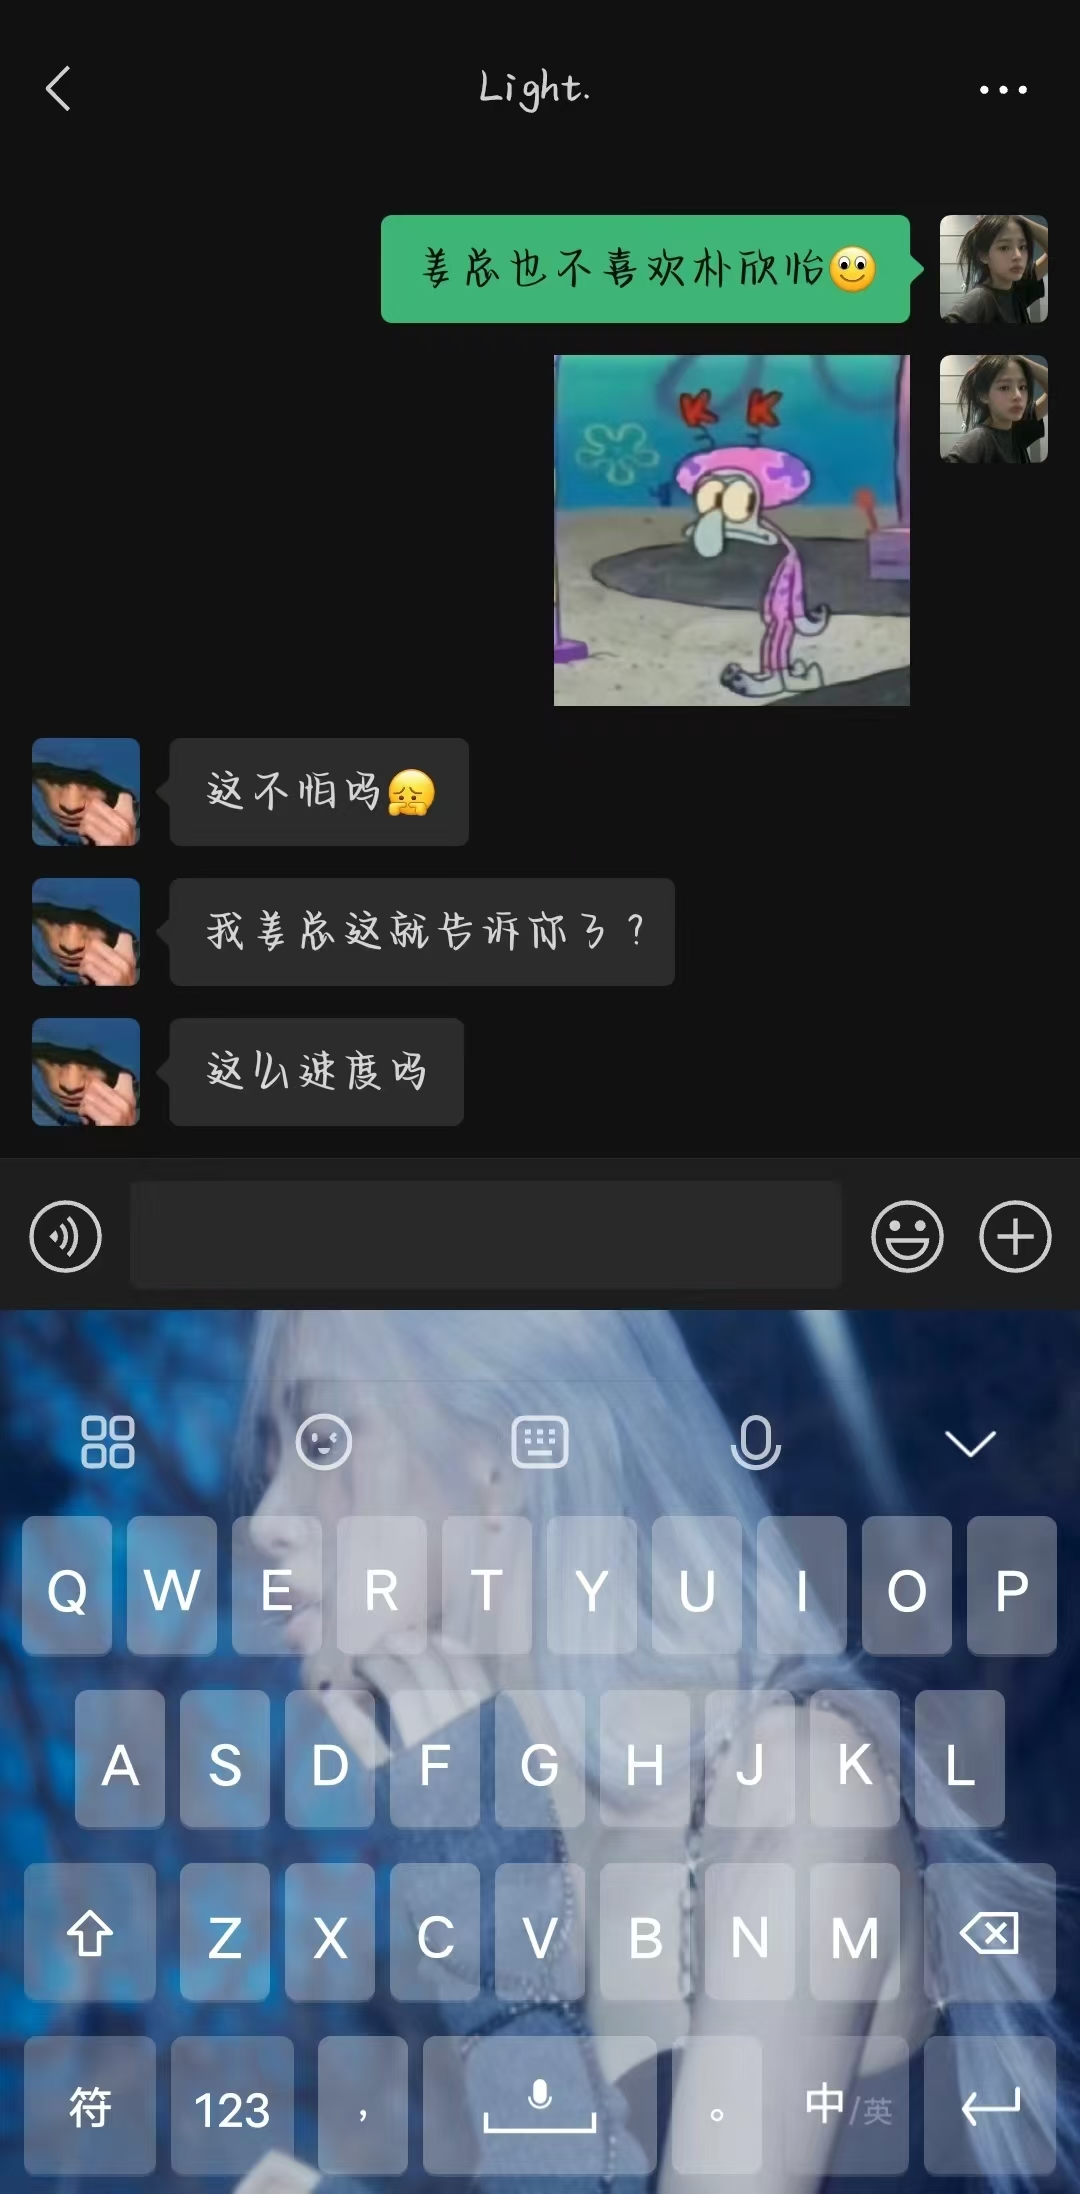 Light.
姜总也不喜欢朴欣怡
K K
这不怕吗
我姜总这就告诉你了？
这么速度吗
Q W E R T Y U I O P
A S D F G H J K L
Z X C V B N M
符 123 ， 。 中/英